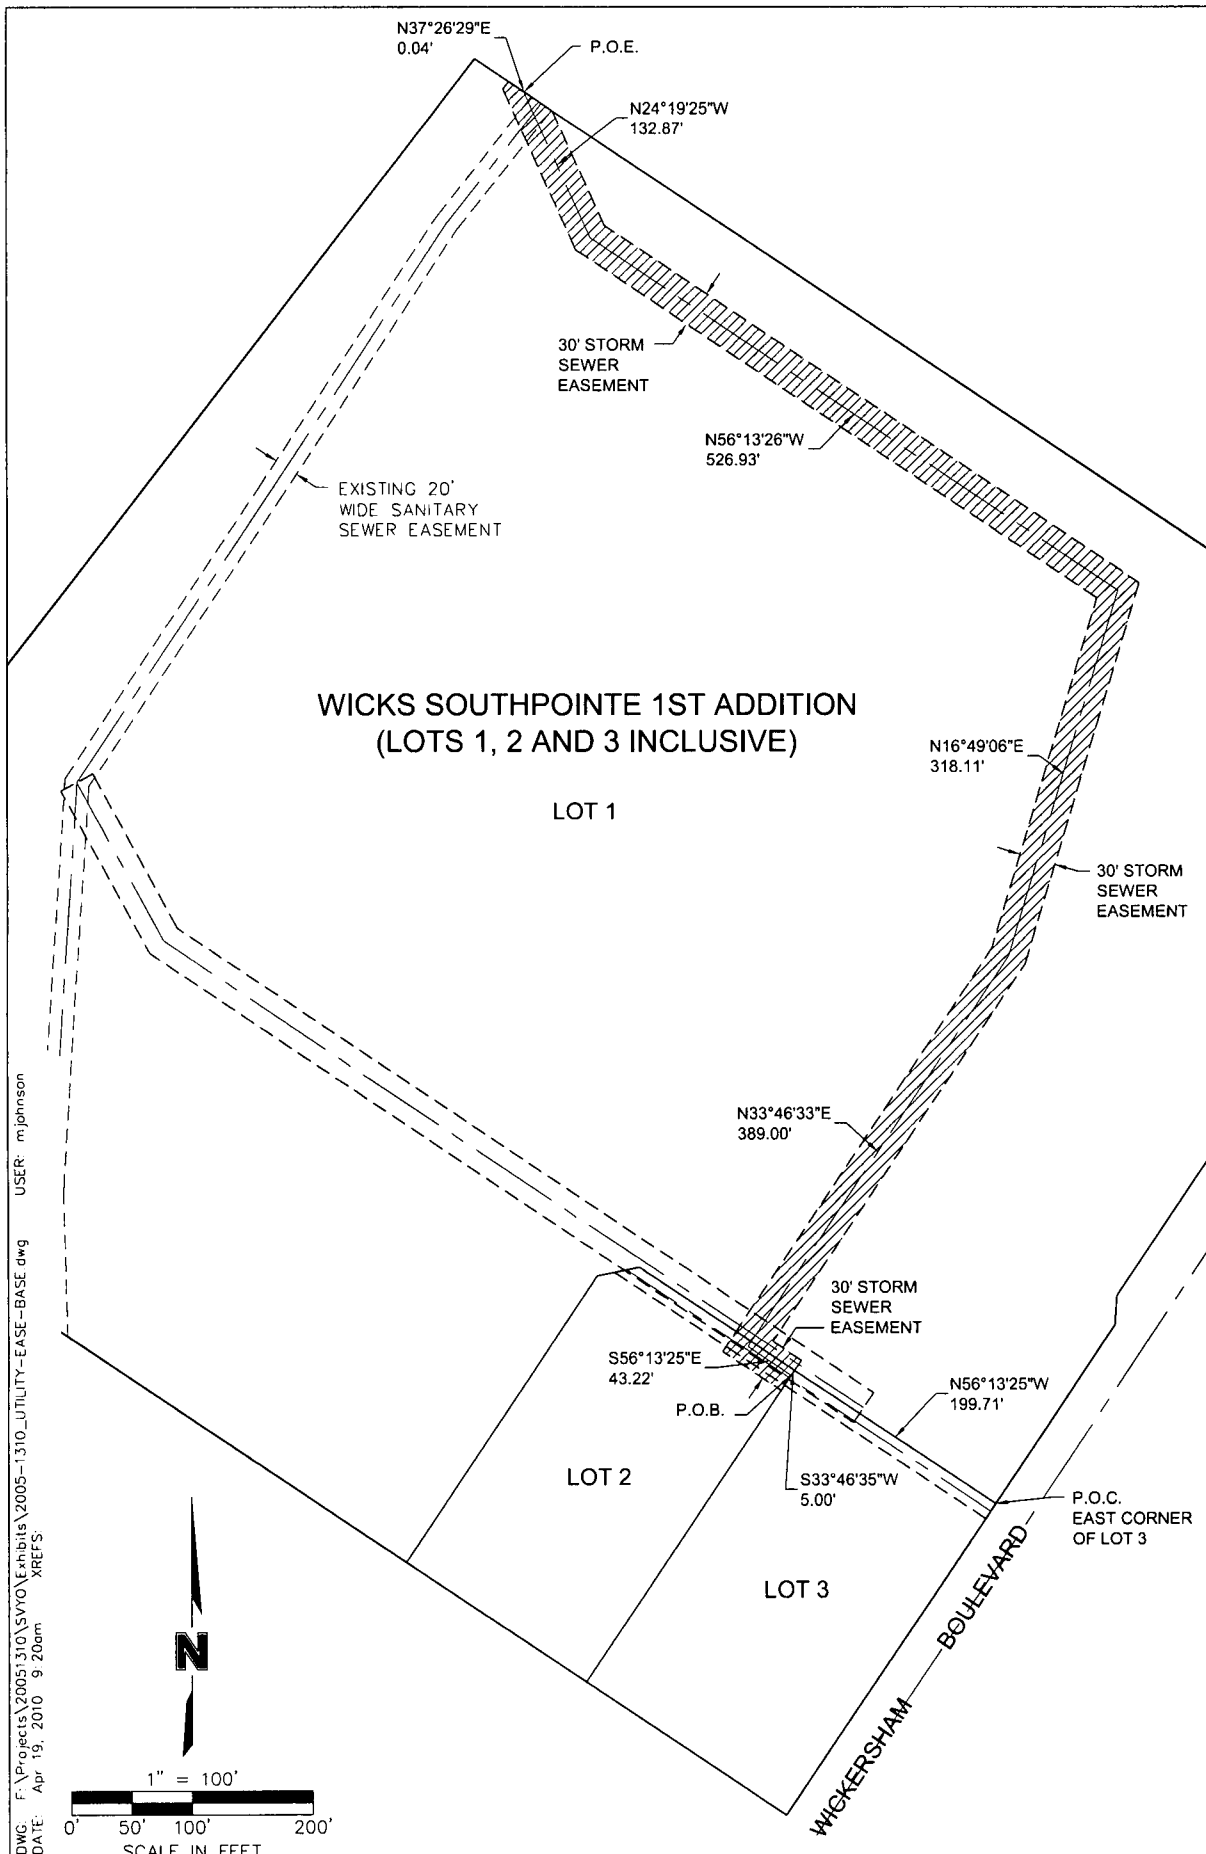 N37°26'29"E
0.04'
P.O.E.
N24°19'25"W
132.87'
30' STORM
SEWER
EASEMENT
N56°13'26"W
526.93'
EXISTING 20'
WIDE SANITARY
SEWER EASEMENT
WICKS SOUTHPOINTE 1ST ADDITION
(LOTS 1, 2 AND 3 INCLUSIVE)
LOT 1
N16°49'06"E
318.11'
30' STORM
SEWER
EASEMENT
N33°46'33"E
389.00'
30' STORM
SEWER
EASEMENT
S56°13'25"E
43.22'
P.O.B.
N56°13'25"W
199.71'
S33°46'35"W
5.00'
P.O.C.
EAST CORNER
OF LOT 3
LOT 2
LOT 3
WICKERSHAM BOULEVARD
N
1" = 100'
0' 50' 100' 200'
SCALE IN FEET
DWG: F:\Projects\20051310\SVYO\Exhibits\2005-1310_UTILITY-EASE-BASE.dwg USER: mjohnson
DATE: Apr 19, 2010 9:20am XREFS: